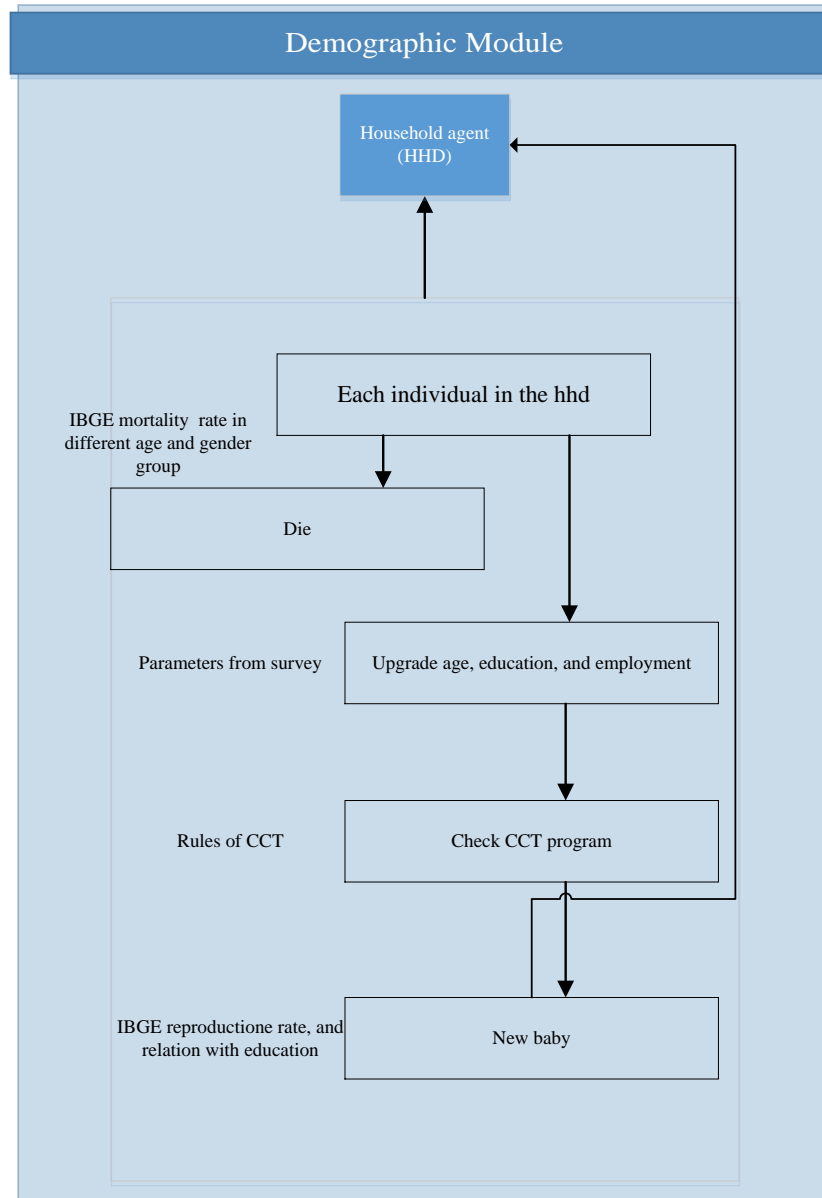 Demographic Module
Household agent
(HHD)
Each individual in the hhd
IBGE mortality rate in
different age and gender
group
Die
Parameters from survey
Upgrade age, education, and employment
Rules of CCT
Check CCT program
IBGE reproductione rate, and
relation with education
New baby